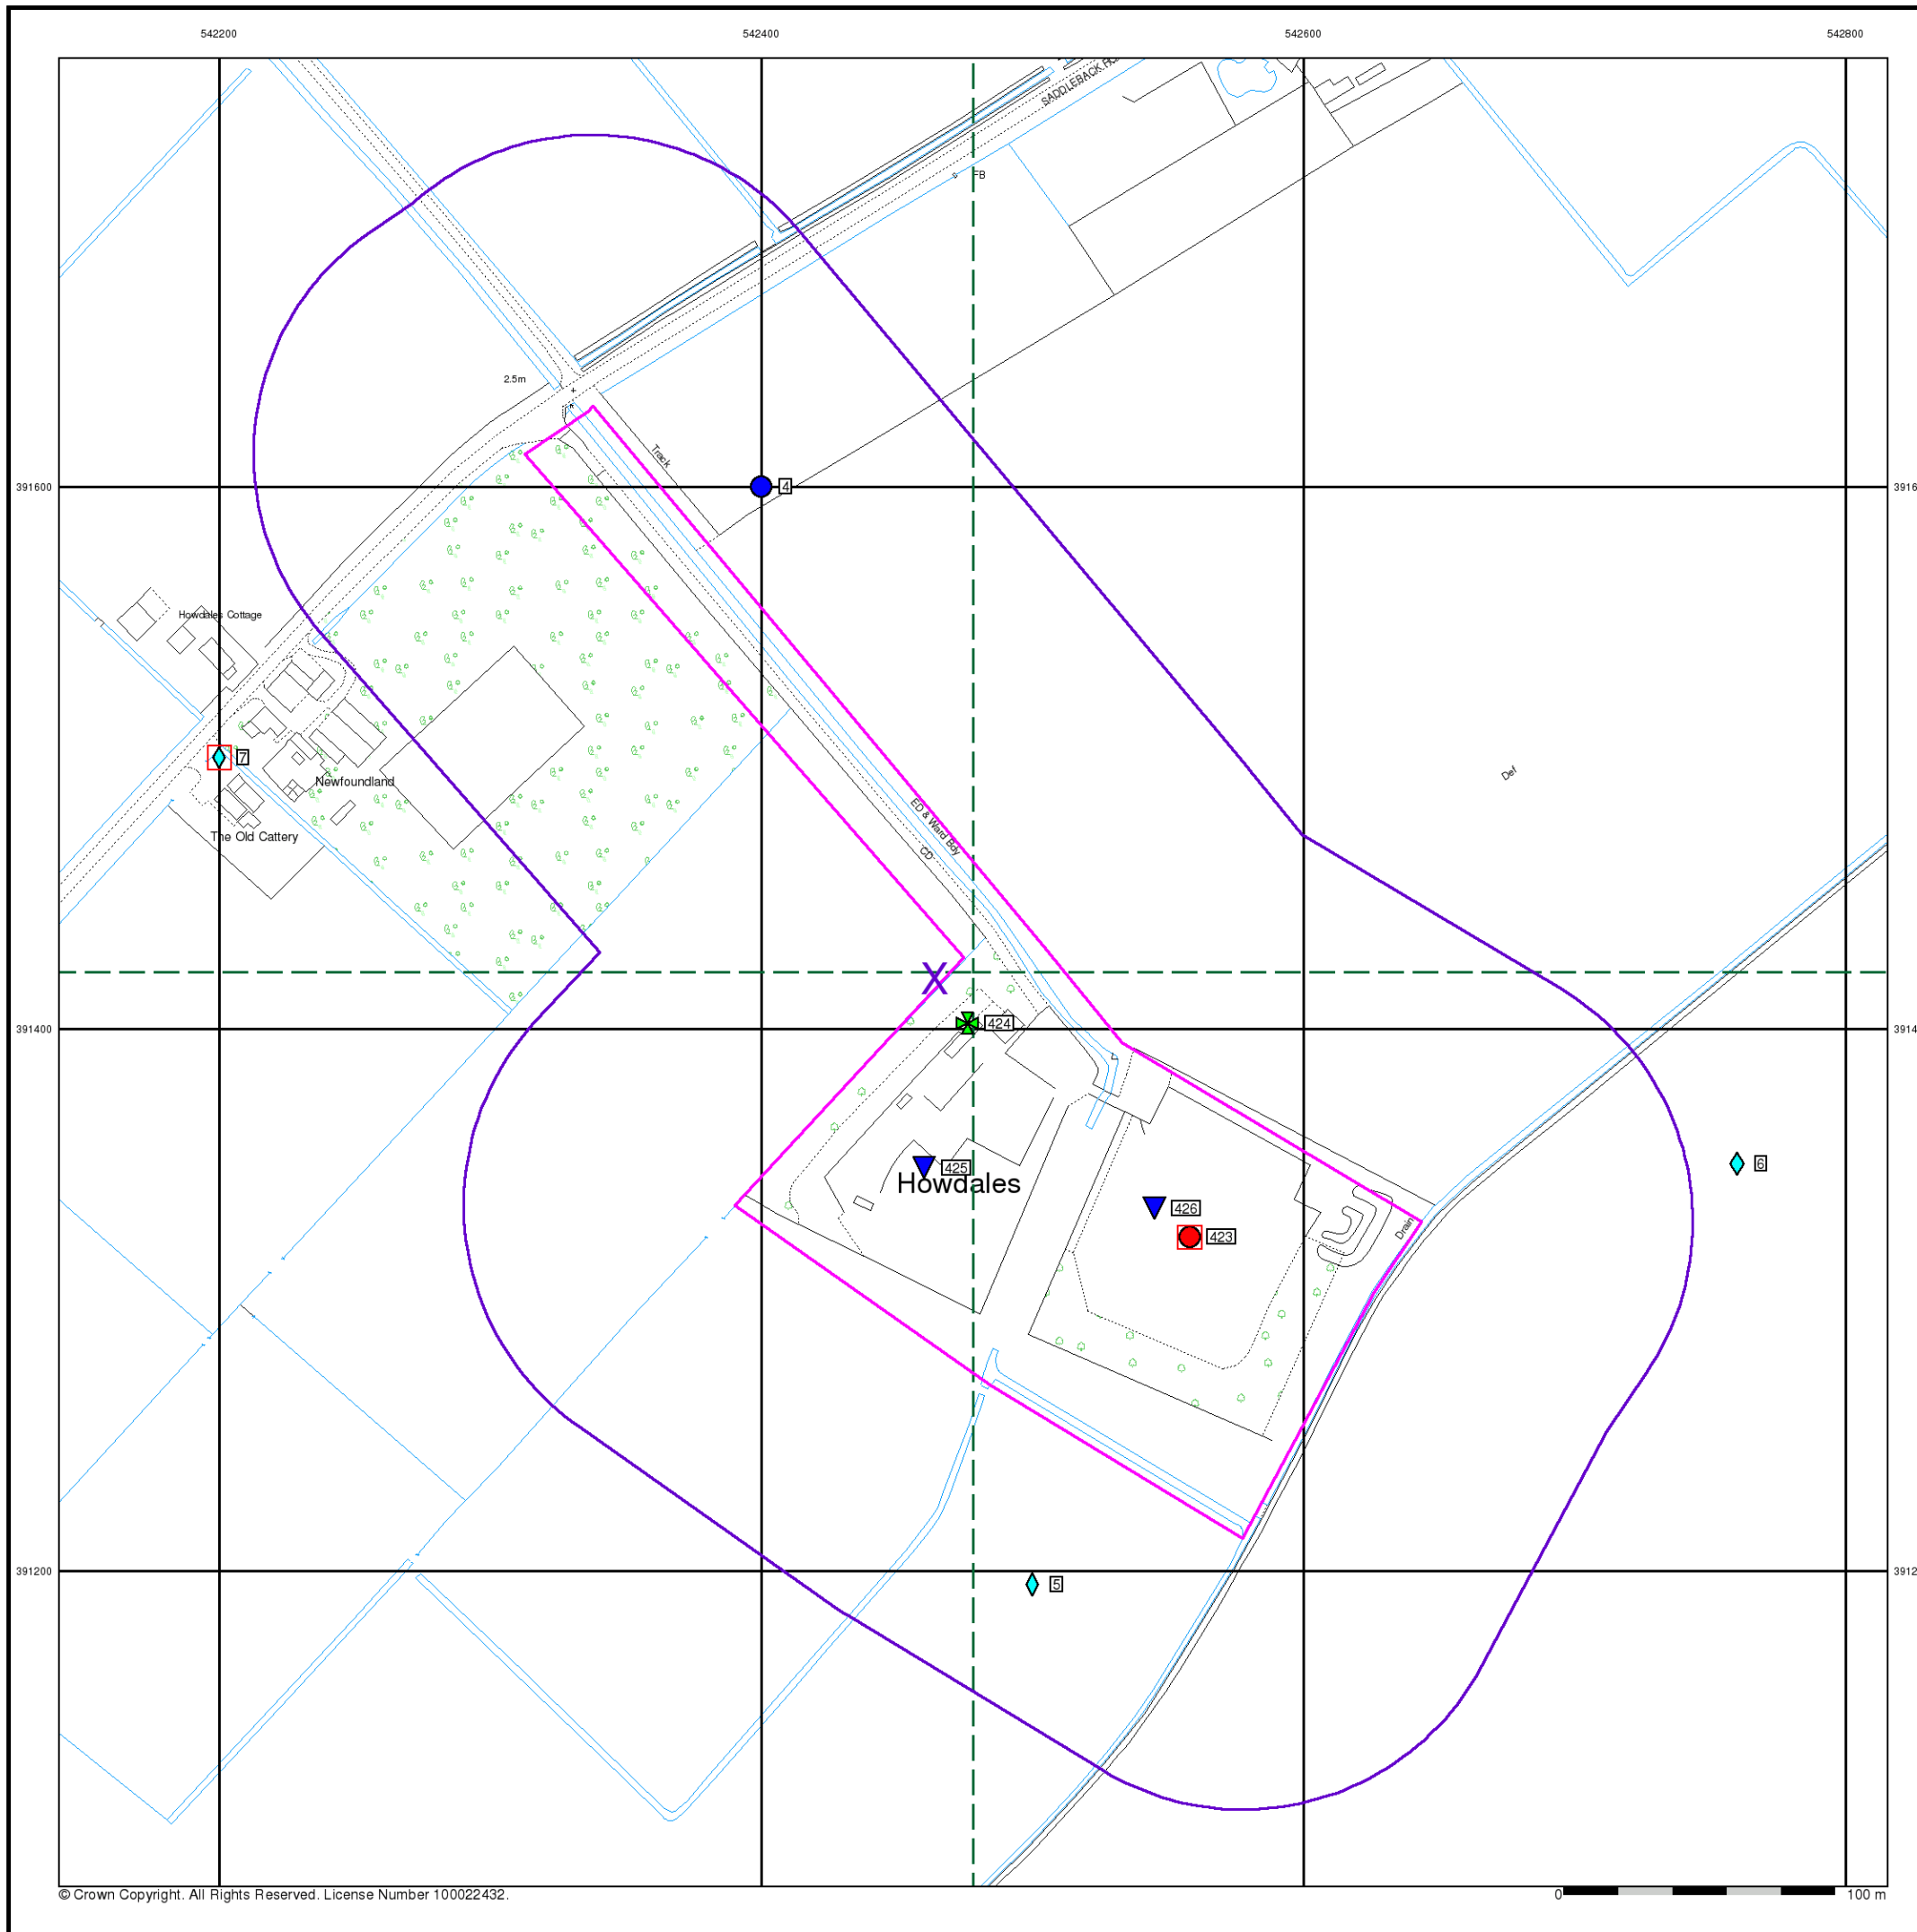 542200
542400
542600
542800
SADDLEBACK
FB
2.5m
Track
391600
4
3916
Howdales Cottage
7
Newfoundland
The Old Cattery
Def
ED & Ward Bdy
CD
X
391400
424
3914
425
Howdales
6
426
423
Drain
391200
5
3912
© Crown Copyright. All Rights Reserved. License Number 100022432.
0
100 m